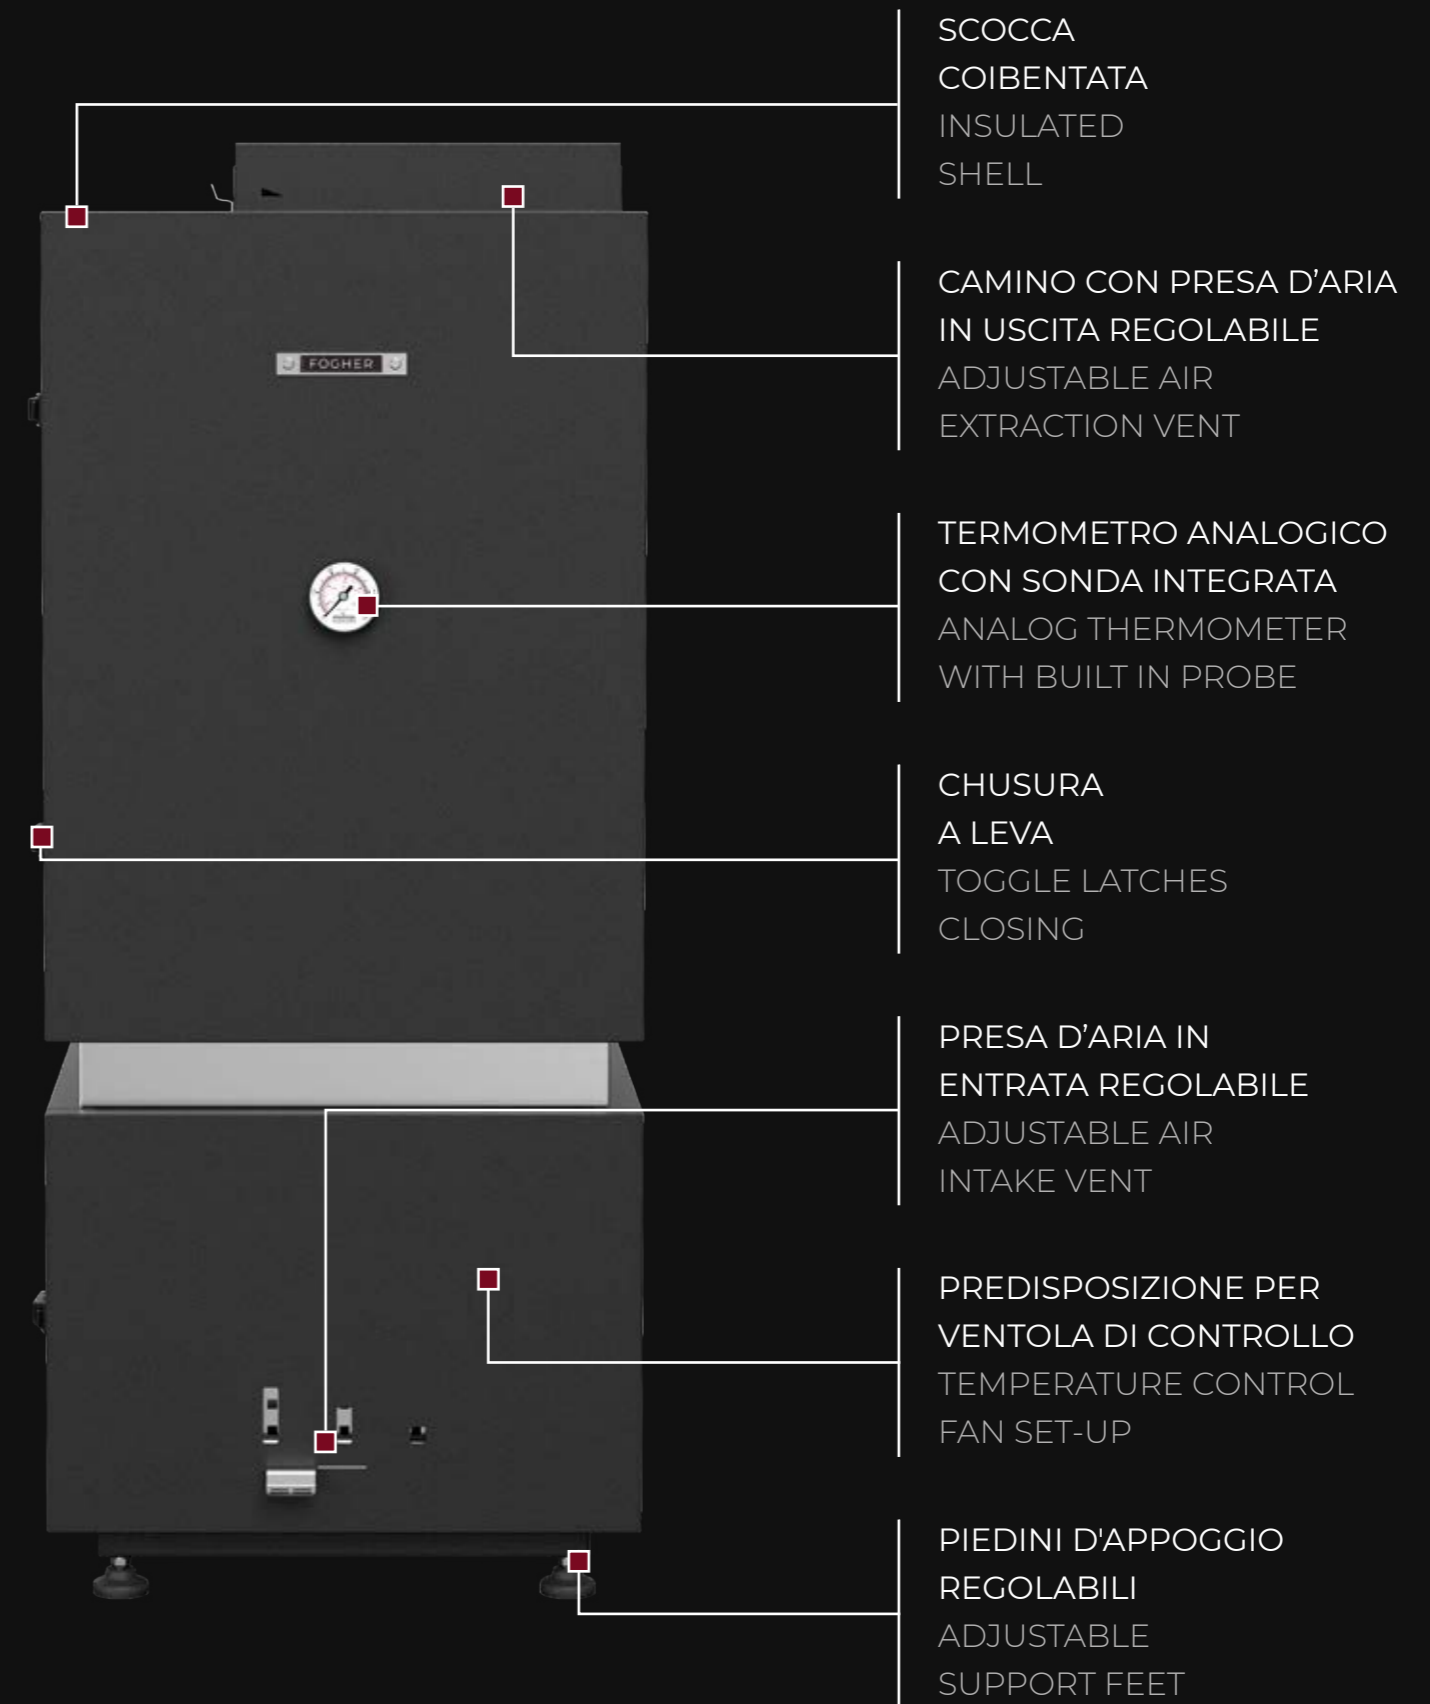 SCOCCA
COIBENTATA
INSULATED
SHELL
CAMINO CON PRESA D’ARIA
IN USCITA REGOLABILE
ADJUSTABLE AIR
EXTRACTION VENT
FÓGHER
TERMOMETRO ANALOGICO
CON SONDA INTEGRATA
ANALOG THERMOMETER
WITH BUILT IN PROBE
CHUSURA
A LEVA
TOGGLE LATCHES
CLOSING
PRESA D’ARIA IN
ENTRATA REGOLABILE
ADJUSTABLE AIR
INTAKE VENT
PREDISPOSIZIONE PER
VENTOLA DI CONTROLLO
TEMPERATURE CONTROL
FAN SET-UP
PIEDINI D'APPOGGIO
REGOLABILI
ADJUSTABLE
SUPPORT FEET